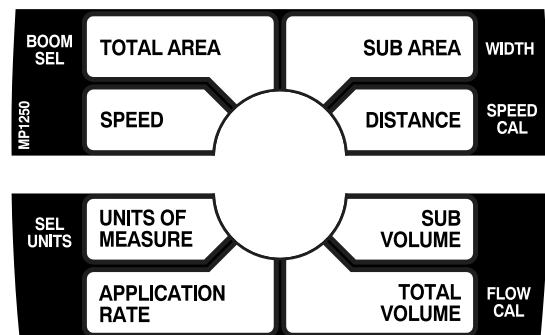 BOOM
SEL
TOTAL AREA
SUB AREA
WIDTH
MP1250
SPEED
DISTANCE
SPEED
CAL
SEL
UNITS
UNITS OF
MEASURE
SUB
VOLUME
APPLICATION
RATE
TOTAL
VOLUME
FLOW
CAL